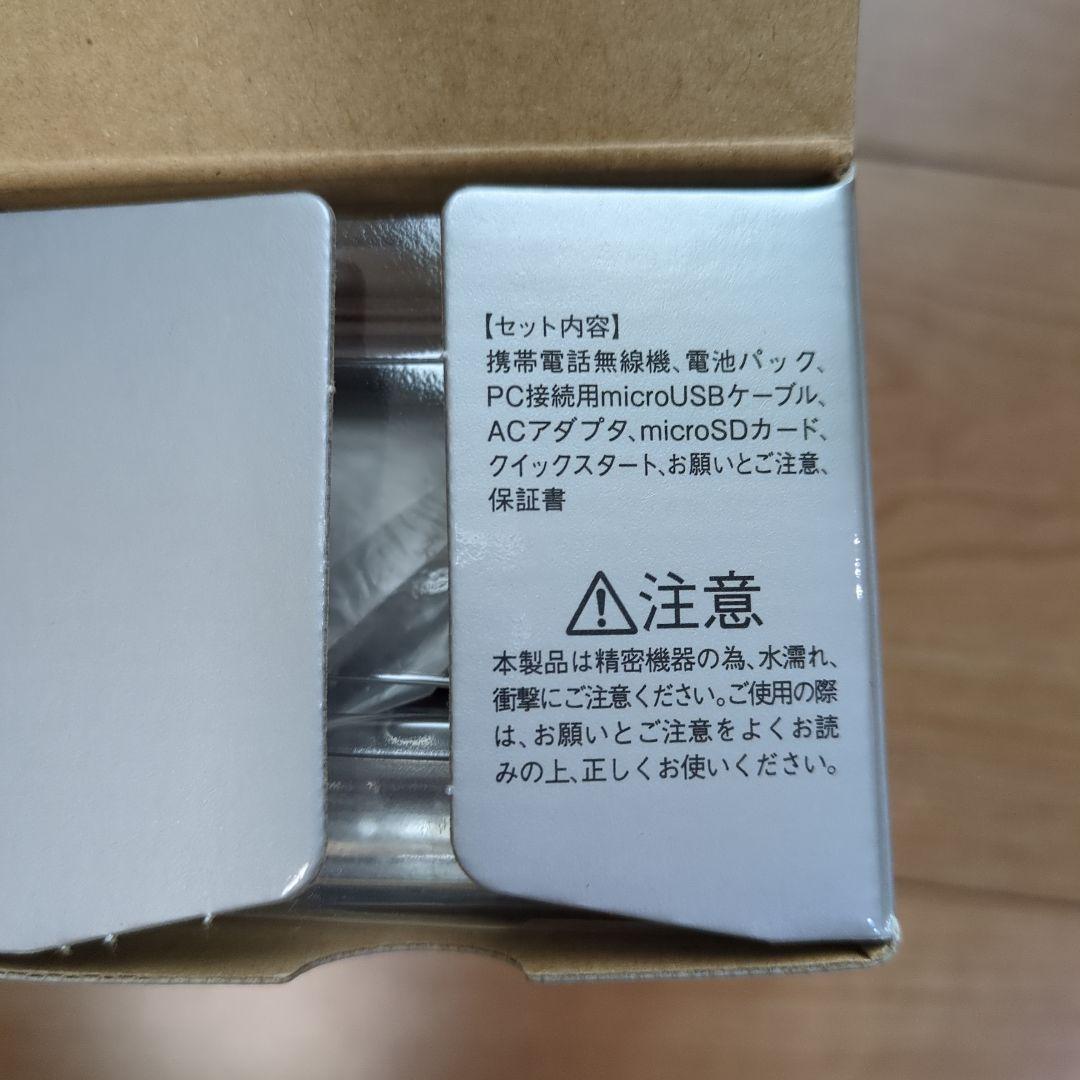 【セット内容】
携帯電話無線機、電池パック、
PC接続用microUSBケーブル、
ACアダプタ、microSDカード、
クイックスタート、お願いとご注意、
保証書
注意
本製品は精密機器の為、水濡れ、
衝撃にご注意ください。ご使用の際
は、お願いとご注意をよくお読
みの上、正しくお使いください。